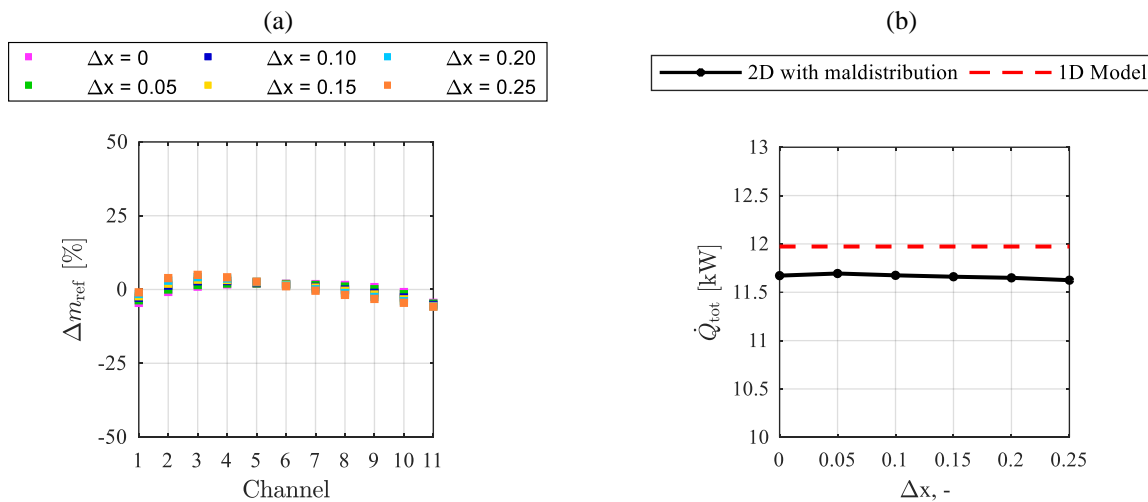 (a)
Δx = 0
Δx = 0.10
Δx = 0.20
Δx = 0.05
Δx = 0.15
Δx = 0.25
50
25
0
-25
-50
Δm_ref [%]
1 2 3 4 5 6 7 8 9 10 11
Channel
(b)
2D with maldistribution
1D Model
13
12.5
12
11.5
11
10.5
10
Q̇_tot [kW]
0 0.05 0.1 0.15 0.2 0.25
Δx, -